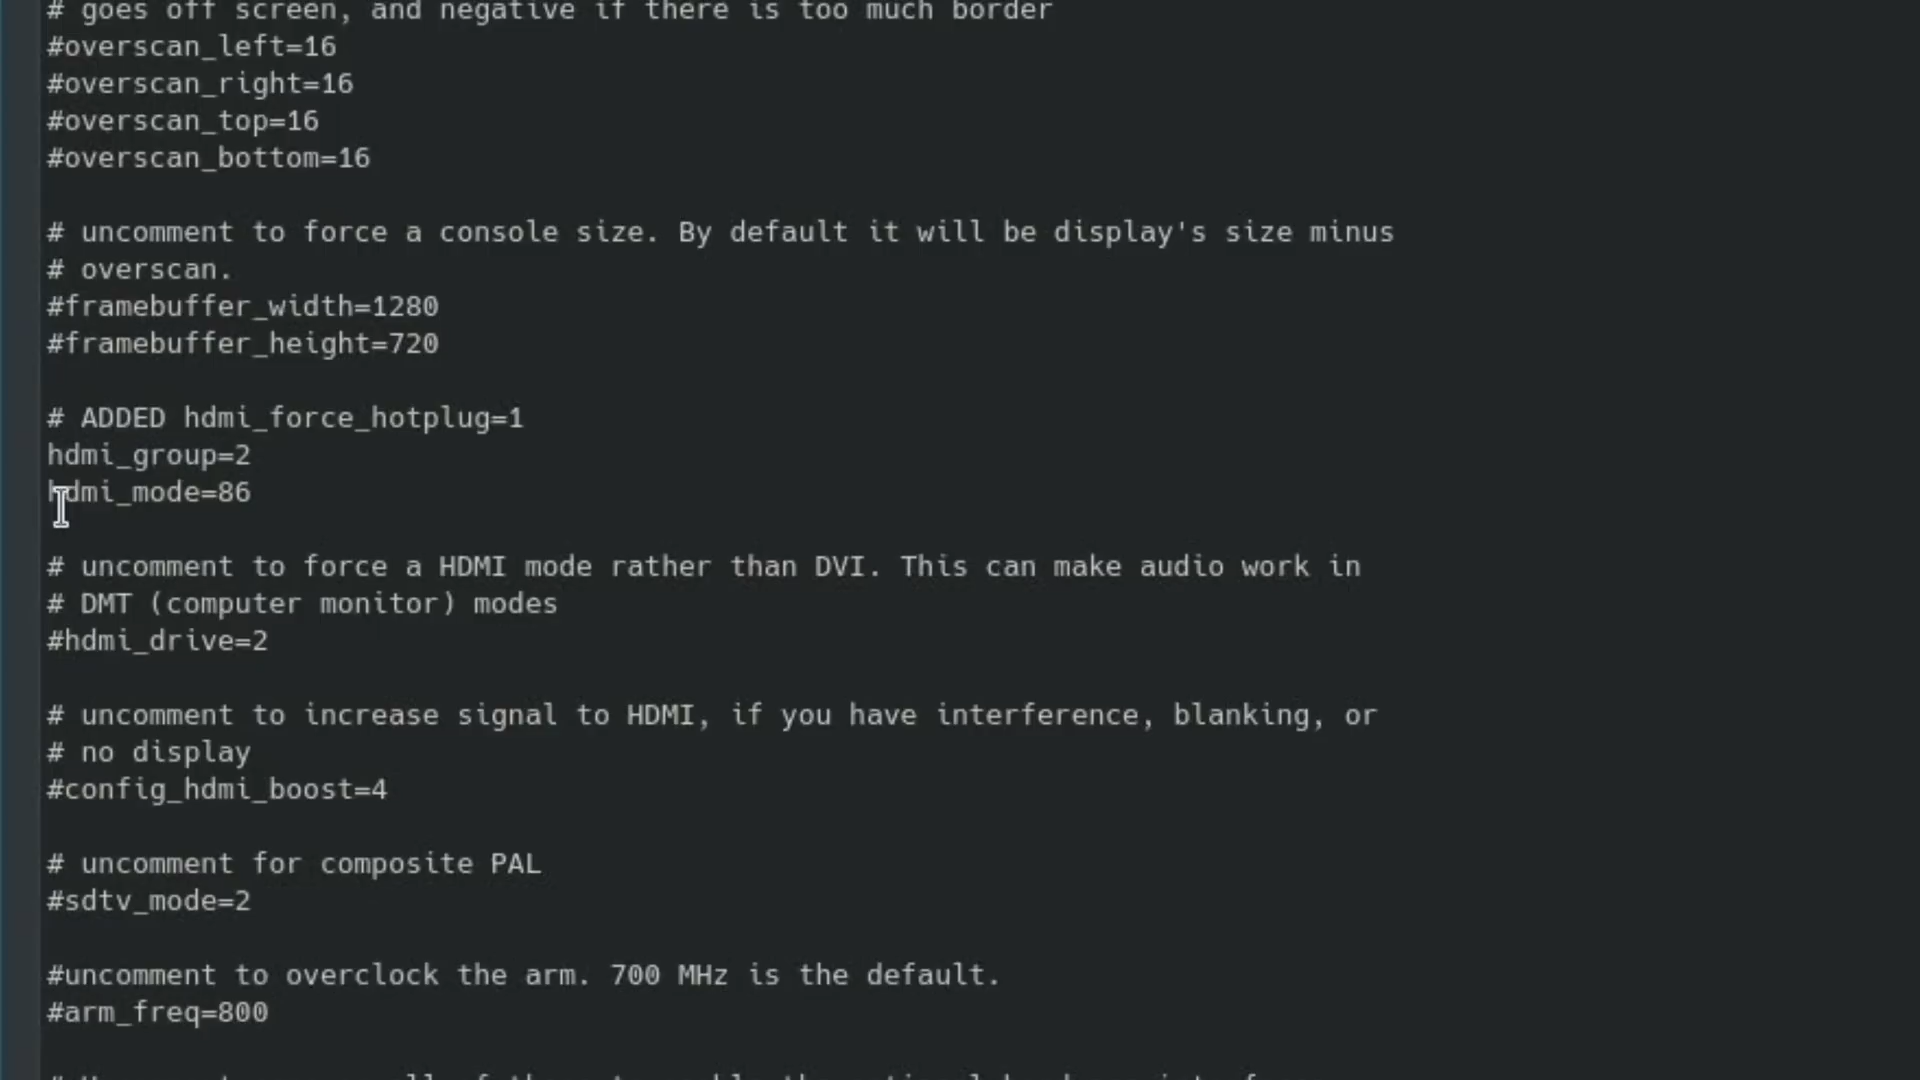 # goes off screen, and negative if there is too much border
#overscan_left=16
#overscan_right=16
#overscan_top=16
#overscan_bottom=16
# uncomment to force a console size. By default it will be display's size minus
# overscan.
#framebuffer_width=1280
#framebuffer_height=720
# ADDED hdmi_force_hotplug=1
hdmi_group=2
hdmi_mode=86
# uncomment to force a HDMI mode rather than DVI. This can make audio work in
# DMT (computer monitor) modes
#hdmi_drive=2
# uncomment to increase signal to HDMI, if you have interference, blanking, or
# no display
#config_hdmi_boost=4
# uncomment for composite PAL
#sdtv_mode=2
#uncomment to overclock the arm. 700 MHz is the default.
#arm_freq=800